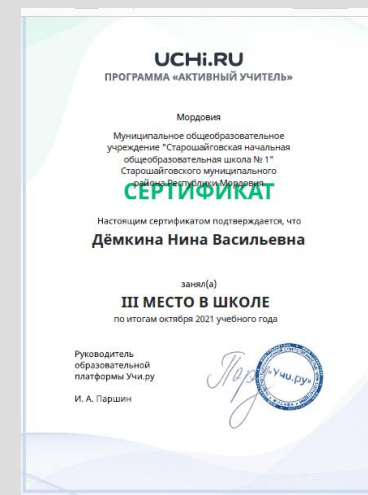 UCHi.RU
ПРОГРАММА «АКТИВНЫЙ УЧИТЕЛЬ»
Мордовия
Муниципальное общеобразовательное
учреждение "Старошайговская начальная
общеобразовательная школа № 1"
Старошайговского муниципального
района Республики Мордовия
СЕРТИФИКАТ
Настоящим сертификатом подтверждается, что
Дёмкина Нина Васильевна
занял(а)
III МЕСТО В ШКОЛЕ
по итогам октября 2021 учебного года
Руководитель
образовательной
платформы Учи.ру
И. А. Паршин
«Учи.ру»